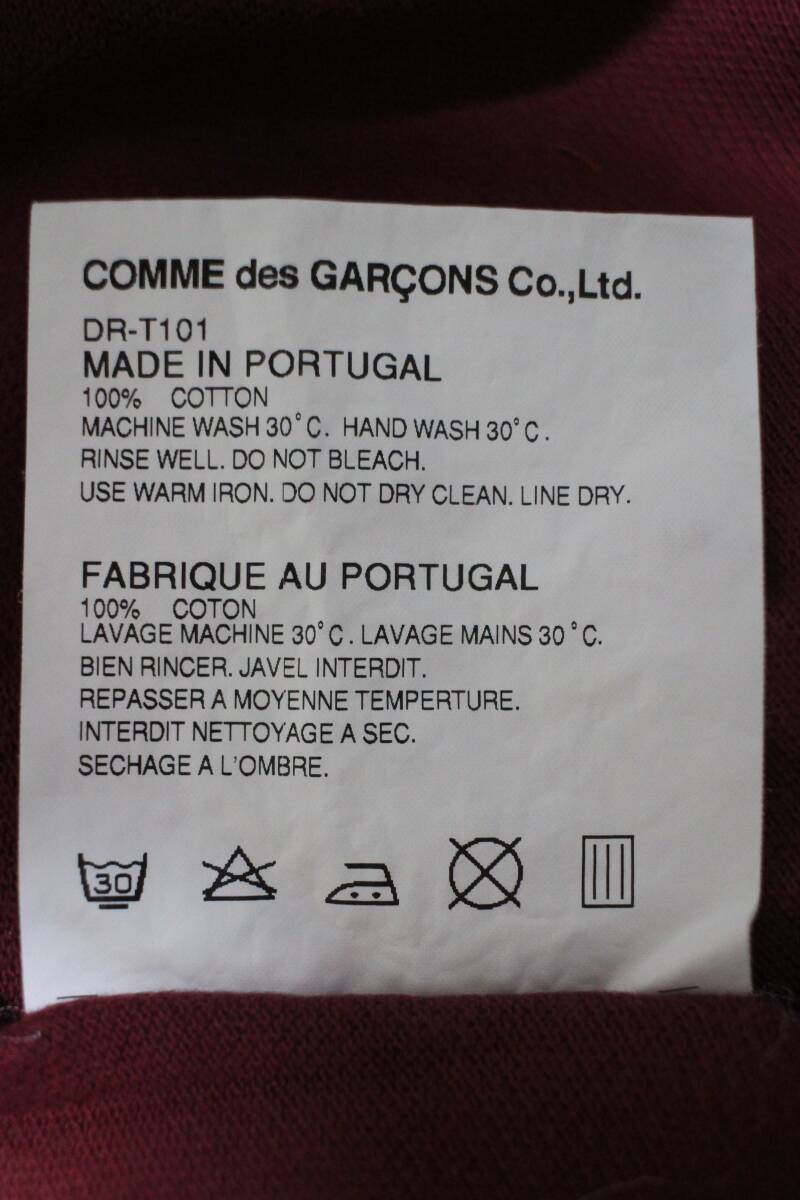 COMME des GARÇONS Co.,Ltd.
DR-T101
MADE IN PORTUGAL
100% COTTON
MACHINE WASH 30°C. HAND WASH 30°C.
RINSE WELL. DO NOT BLEACH.
USE WARM IRON. DO NOT DRY CLEAN. LINE DRY.
FABRIQUE AU PORTUGAL
100% COTON
LAVAGE MACHINE 30°C. LAVAGE MAINS 30°C.
BIEN RINCER. JAVEL INTERDIT.
REPASSER A MOYENNE TEMPERTURE.
INTERDIT NETTOYAGE A SEC.
SECHAGE A L'OMBRE.
30